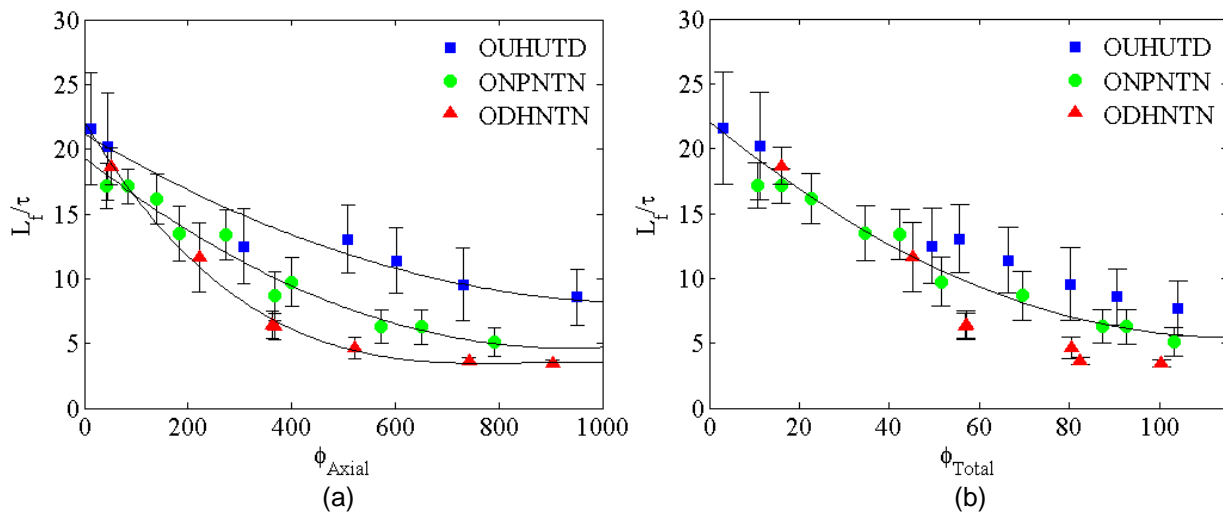 30
25
20
15
10
5
0
L_f/τ
OUHUTD
ONPNTN
ODHNTN
0 200 400 600 800 1000
ϕ_Axial
(a)
30
25
20
15
10
5
0
L_f/τ
OUHUTD
ONPNTN
ODHNTN
0 20 40 60 80 100
ϕ_Total
(b)